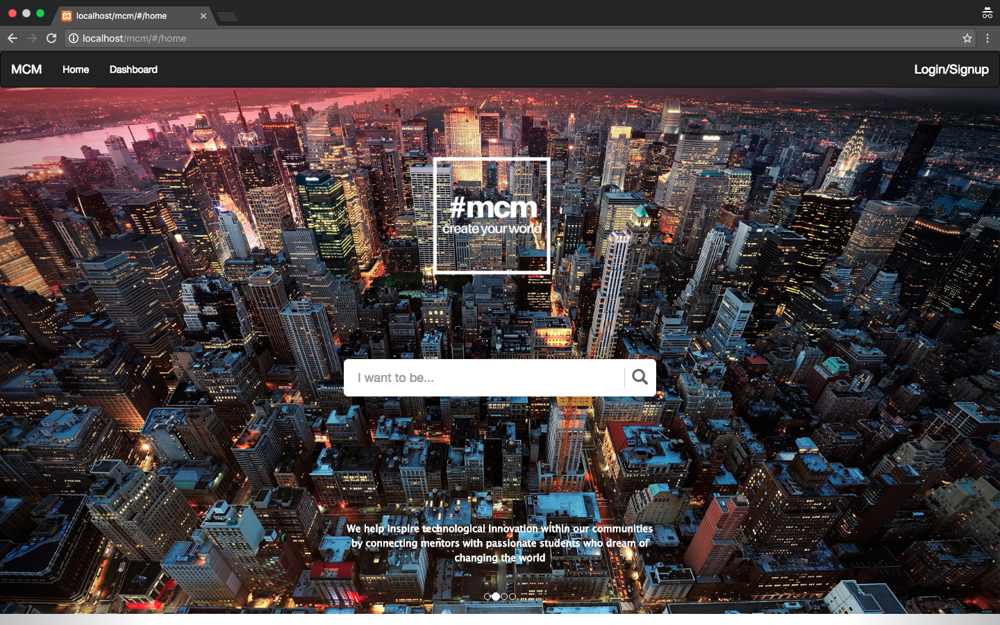 localhost/mcm/#/home
localhost/mcm/#/home
MCM Home Dashboard Login/Signup
#mcm
create your world
I want to be...
We help inspire technological innovation within our communities
by connecting mentors with passionate students who dream of
changing the world